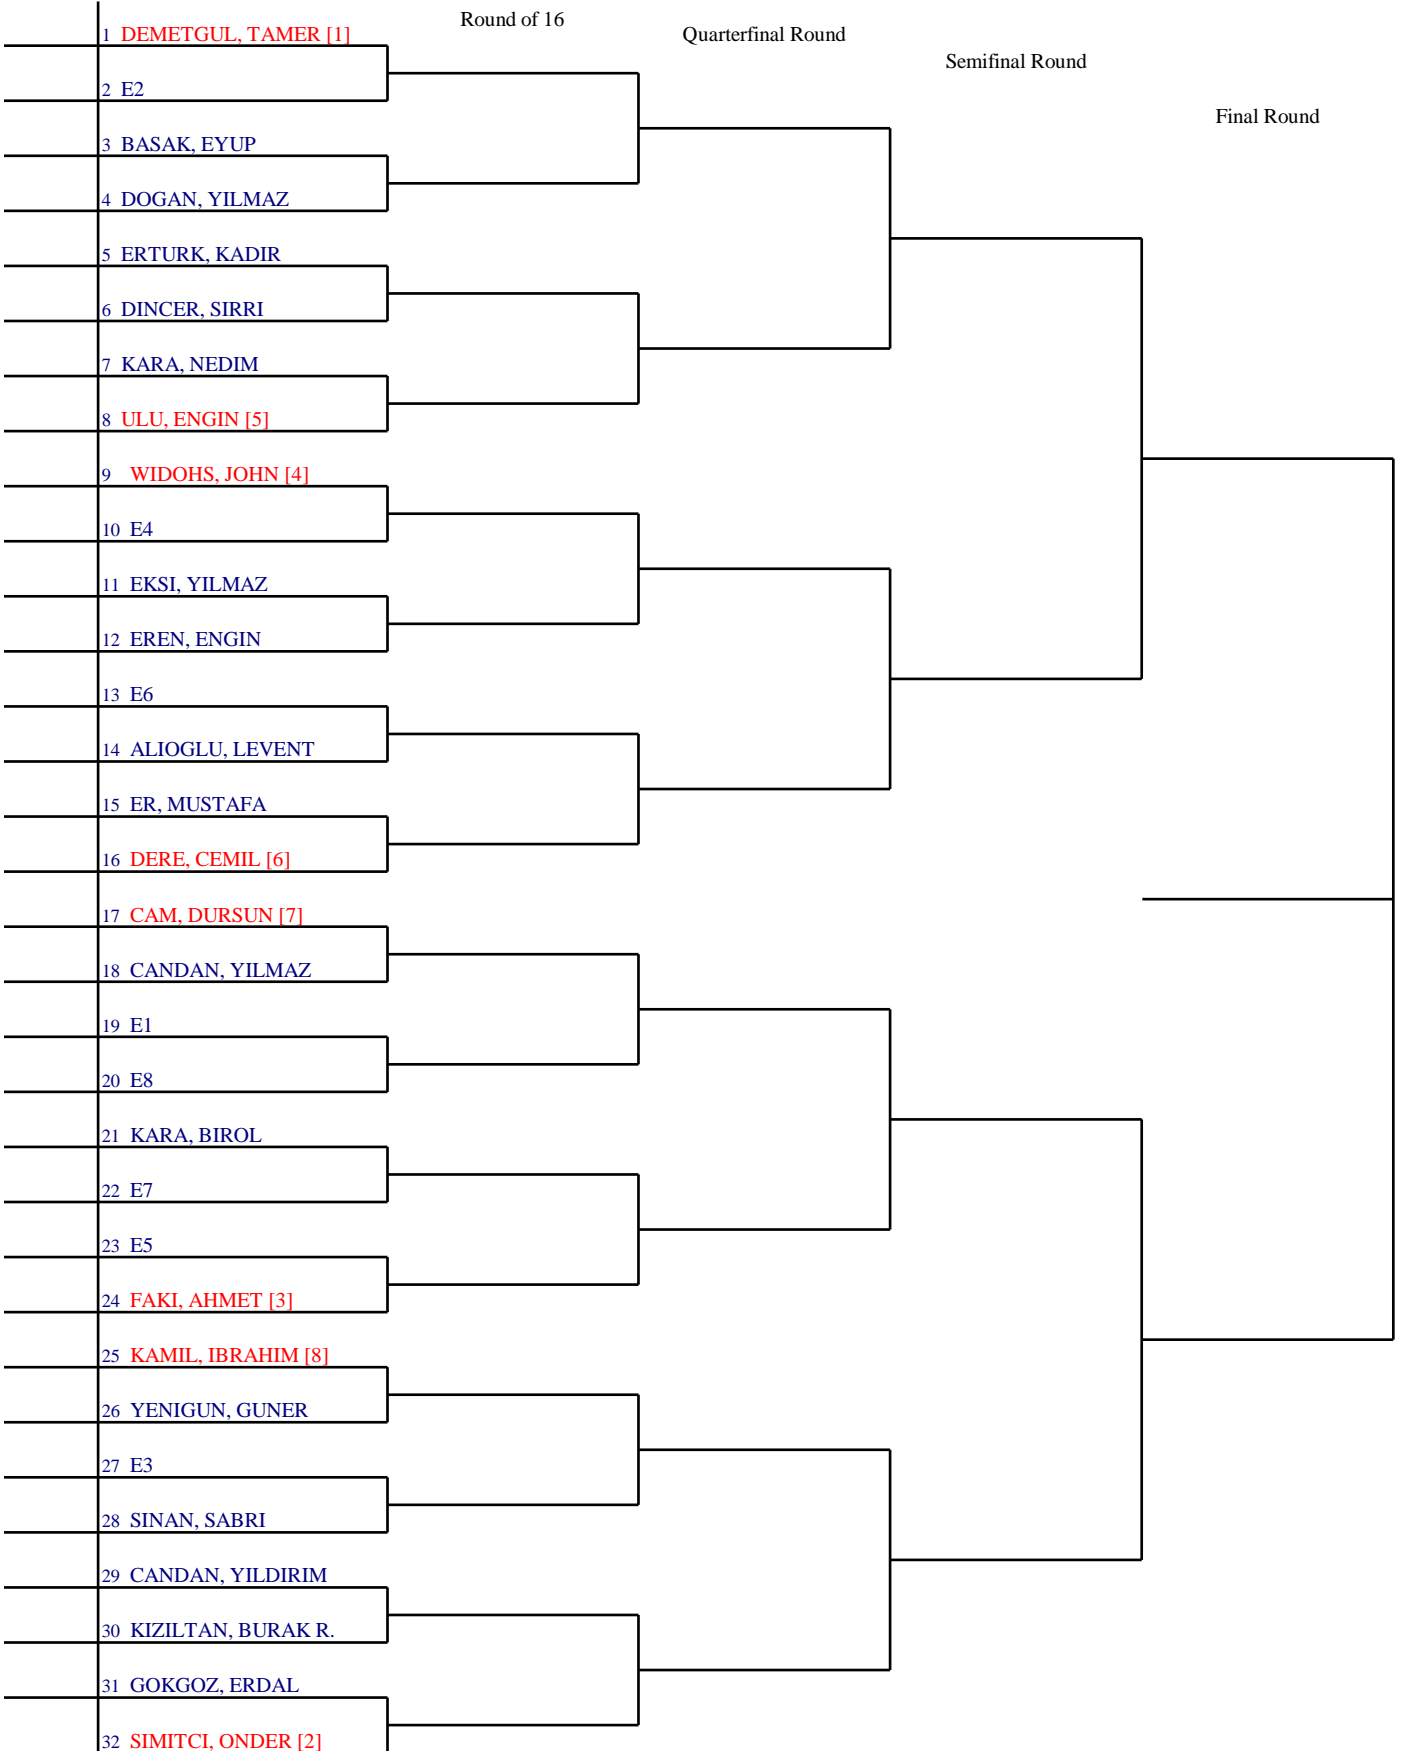 Round of 16
Quarterfinal Round
Semifinal Round
Final Round
1 DEMETGUL, TAMER [1]
2 E2
3 BASAK, EYUP
4 DOGAN, YILMAZ
5 ERTURK, KADIR
6 DINCER, SIRRI
7 KARA, NEDIM
8 ULU, ENGIN [5]
9 WIDOHS, JOHN [4]
10 E4
11 EKSI, YILMAZ
12 EREN, ENGIN
13 E6
14 ALIOGLU, LEVENT
15 ER, MUSTAFA
16 DERE, CEMIL [6]
17 CAM, DURSUN [7]
18 CANDAN, YILMAZ
19 E1
20 E8
21 KARA, BIROL
22 E7
23 E5
24 FAKI, AHMET [3]
25 KAMIL, IBRAHIM [8]
26 YENIGUN, GUNER
27 E3
28 SINAN, SABRI
29 CANDAN, YILDIRIM
30 KIZILTAN, BURAK R.
31 GOKGOZ, ERDAL
32 SIMITCI, ONDER [2]